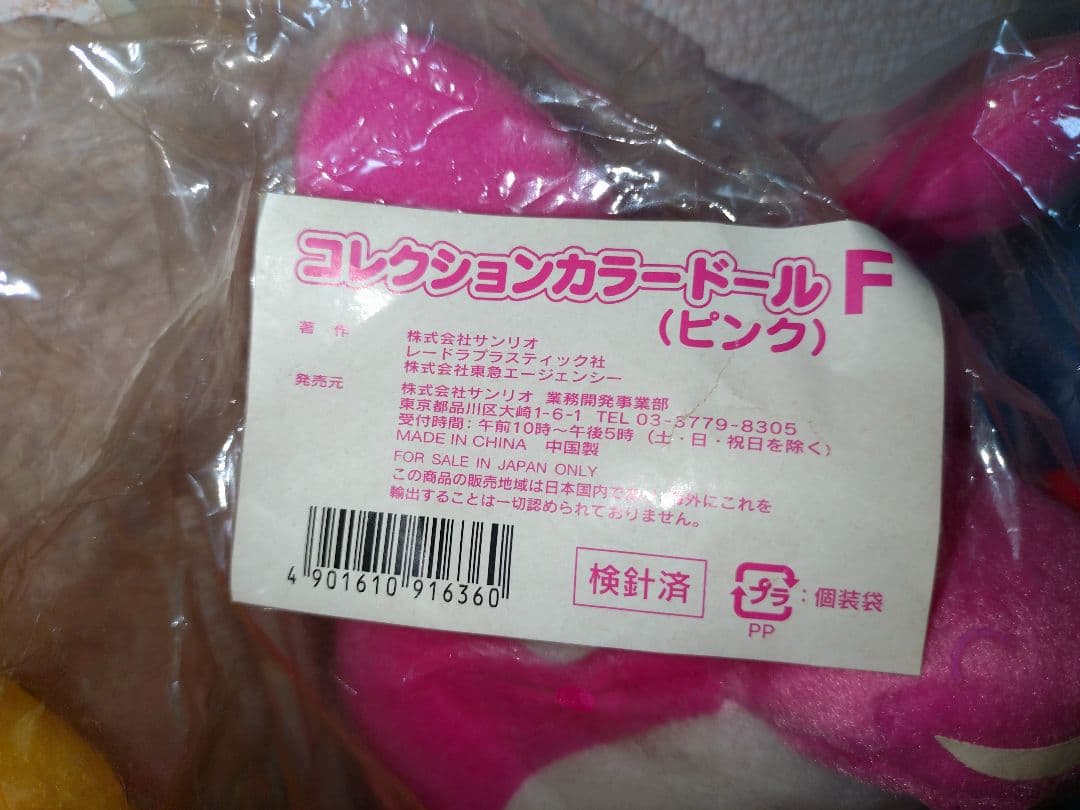 コレクションカラードール F
(ピンク)
著作 株式会社サンリオ
レードラプラスティック社
株式会社東急エージェンシー
発売元 株式会社サンリオ 業務開発事業部
東京都品川区大崎1-6-1 TEL 03-3779-8305
受付時間:午前10時~午後5時 (土・日・祝日を除く)
MADE IN CHINA 中国製
FOR SALE IN JAPAN ONLY
この商品の販売地域は日本国内で 外にこれを
輸出することは一切認められておりません。
4 901610 916360
検針済
プラ : 個装袋
PP